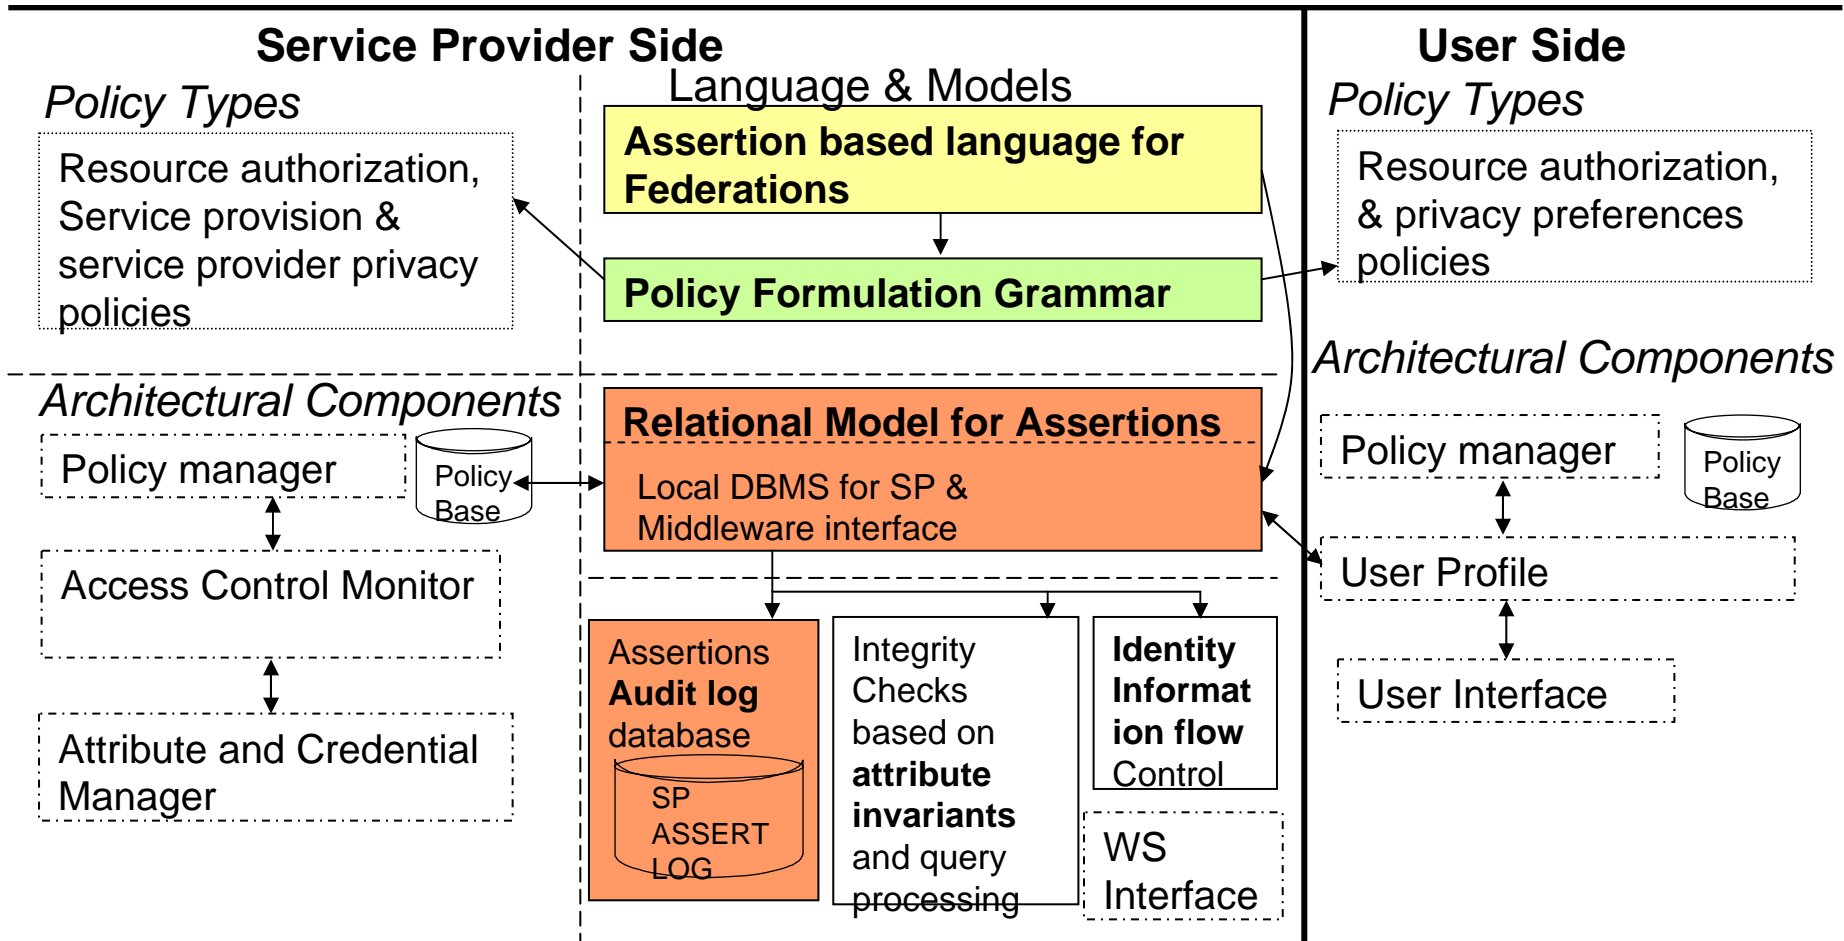 Service Provider Side
User Side
Policy Types
Resource authorization,
Service provision &
service provider privacy
policies
Language & Models
Assertion based language for
Federations
Policy Formulation Grammar
Policy Types
Resource authorization,
& privacy preferences
policies
Architectural Components
Policy manager
Policy
Base
Access Control Monitor
Attribute and Credential
Manager
Relational Model for Assertions
Local DBMS for SP &
Middleware interface
Assertions
Audit log
database
SP
ASSERT
LOG
Integrity
Checks
based on
attribute
invariants
and query
processing
Identity
Informat
ion flow
Control
WS
Interface
Architectural Components
Policy manager
Policy
Base
User Profile
User Interface